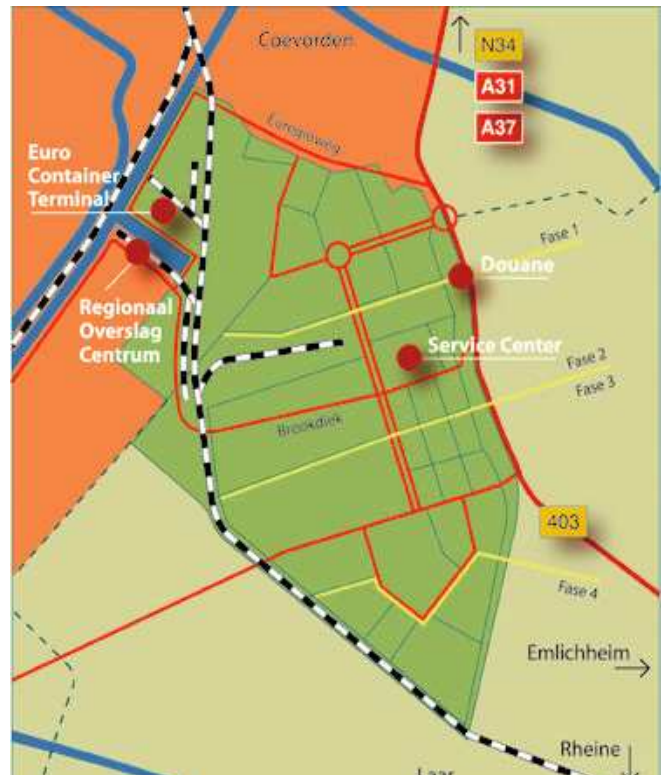 Coevorden
N34
A31
A37
Europaweg
Euro
Container
Terminal
Fase 1
Douane
Regionaal
Overslag
Centrum
Service Center
Fase 2
Fase 3
Brookdiek
403
Fase 4
Emlichheim
Rheine
Laar